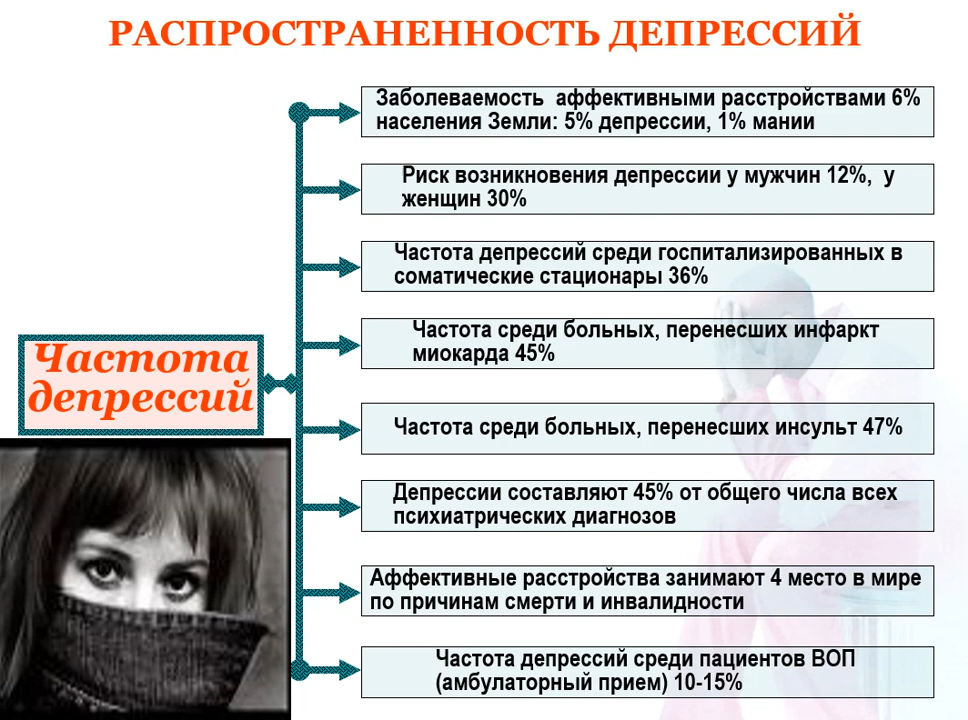 РАСПРОСТРАНЕННОСТЬ ДЕПРЕССИЙ
Частота
депрессий
Заболеваемость аффективными расстройствами 6%
населения Земли: 5% депрессии, 1% мании
Риск возникновения депрессии у мужчин 12%, у
женщин 30%
Частота депрессий среди госпитализированных в
соматические стационары 36%
Частота среди больных, перенесших инфаркт
миокарда 45%
Частота среди больных, перенесших инсульт 47%
Депрессии составляют 45% от общего числа всех
психиатрических диагнозов
Аффективные расстройства занимают 4 место в мире
по причинам смерти и инвалидности
Частота депрессий среди пациентов ВОП
(амбулаторный прием) 10-15%